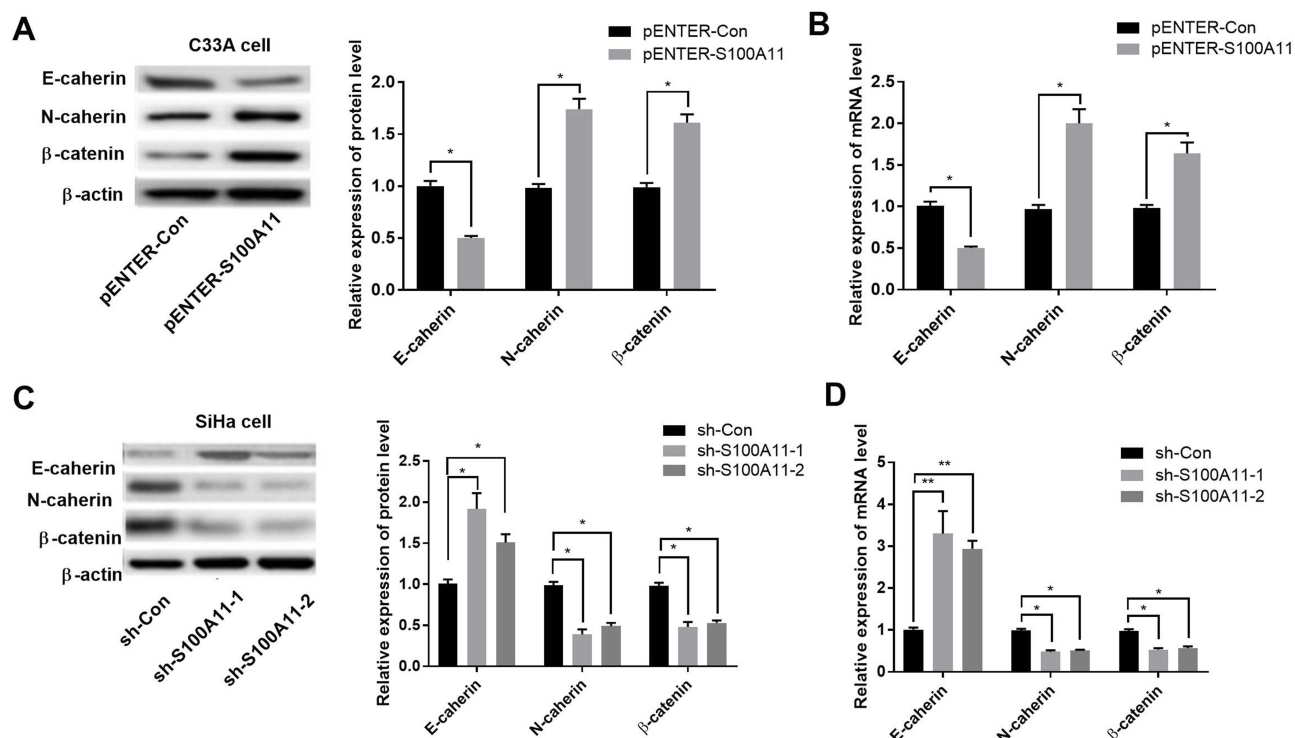 A
C33A cell
E-caherin
N-caherin
β-catenin
β-actin
pENTER-Con
pENTER-S100A11
pENTER-Con
pENTER-S100A11
Relative expression of protein level
2.0
1.5
1.0
0.5
0.0
*
*
*
E-caherin
N-caherin
β-catenin
B
pENTER-Con
pENTER-S100A11
Relative expression of mRNA level
2.5
2.0
1.5
1.0
0.5
0.0
*
*
*
E-caherin
N-caherin
β-catenin
C
SiHa cell
E-caherin
N-caherin
β-catenin
β-actin
sh-Con
sh-S100A11-1
sh-S100A11-2
sh-Con
sh-S100A11-1
sh-S100A11-2
Relative expression of protein level
2.5
2.0
1.5
1.0
0.5
0.0
*
*
*
*
*
*
E-caherin
N-caherin
β-catenin
D
sh-Con
sh-S100A11-1
sh-S100A11-2
Relative expression of mRNA level
5
4
3
2
1
0
**
**
*
*
*
*
E-caherin
N-caherin
β-catenin